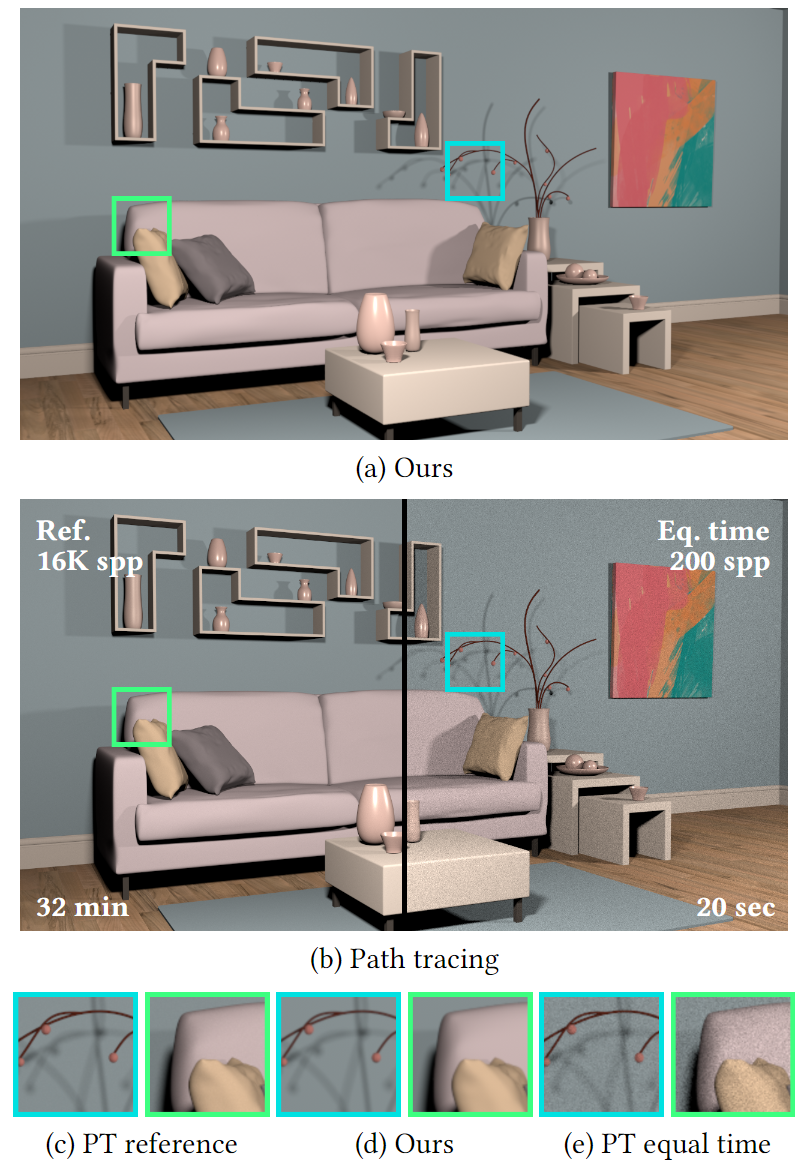 (a) Ours
Ref.
16K spp
Eq. time
200 spp
32 min
20 sec
(b) Path tracing
(c) PT reference
(d) Ours
(e) PT equal time